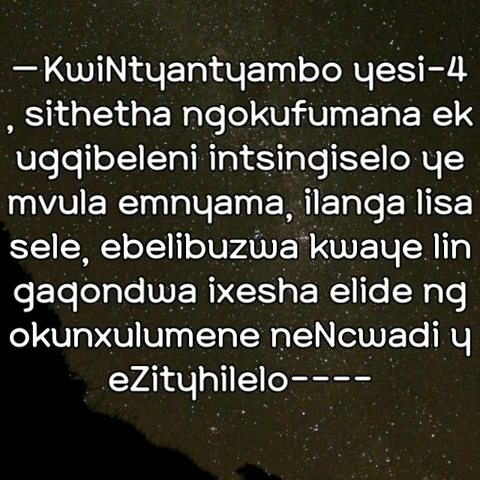 —KwiNtyantyambo yesi-4
, sithetha ngokufumana ek
ugqibeleni intsingiselo ye
mvula emnyama, ilanga lisa
sele, ebelibuzwa kwaye lin
gaqondwa ixesha elide ng
okunxulumene neNcwadi y
eZityhilelo----